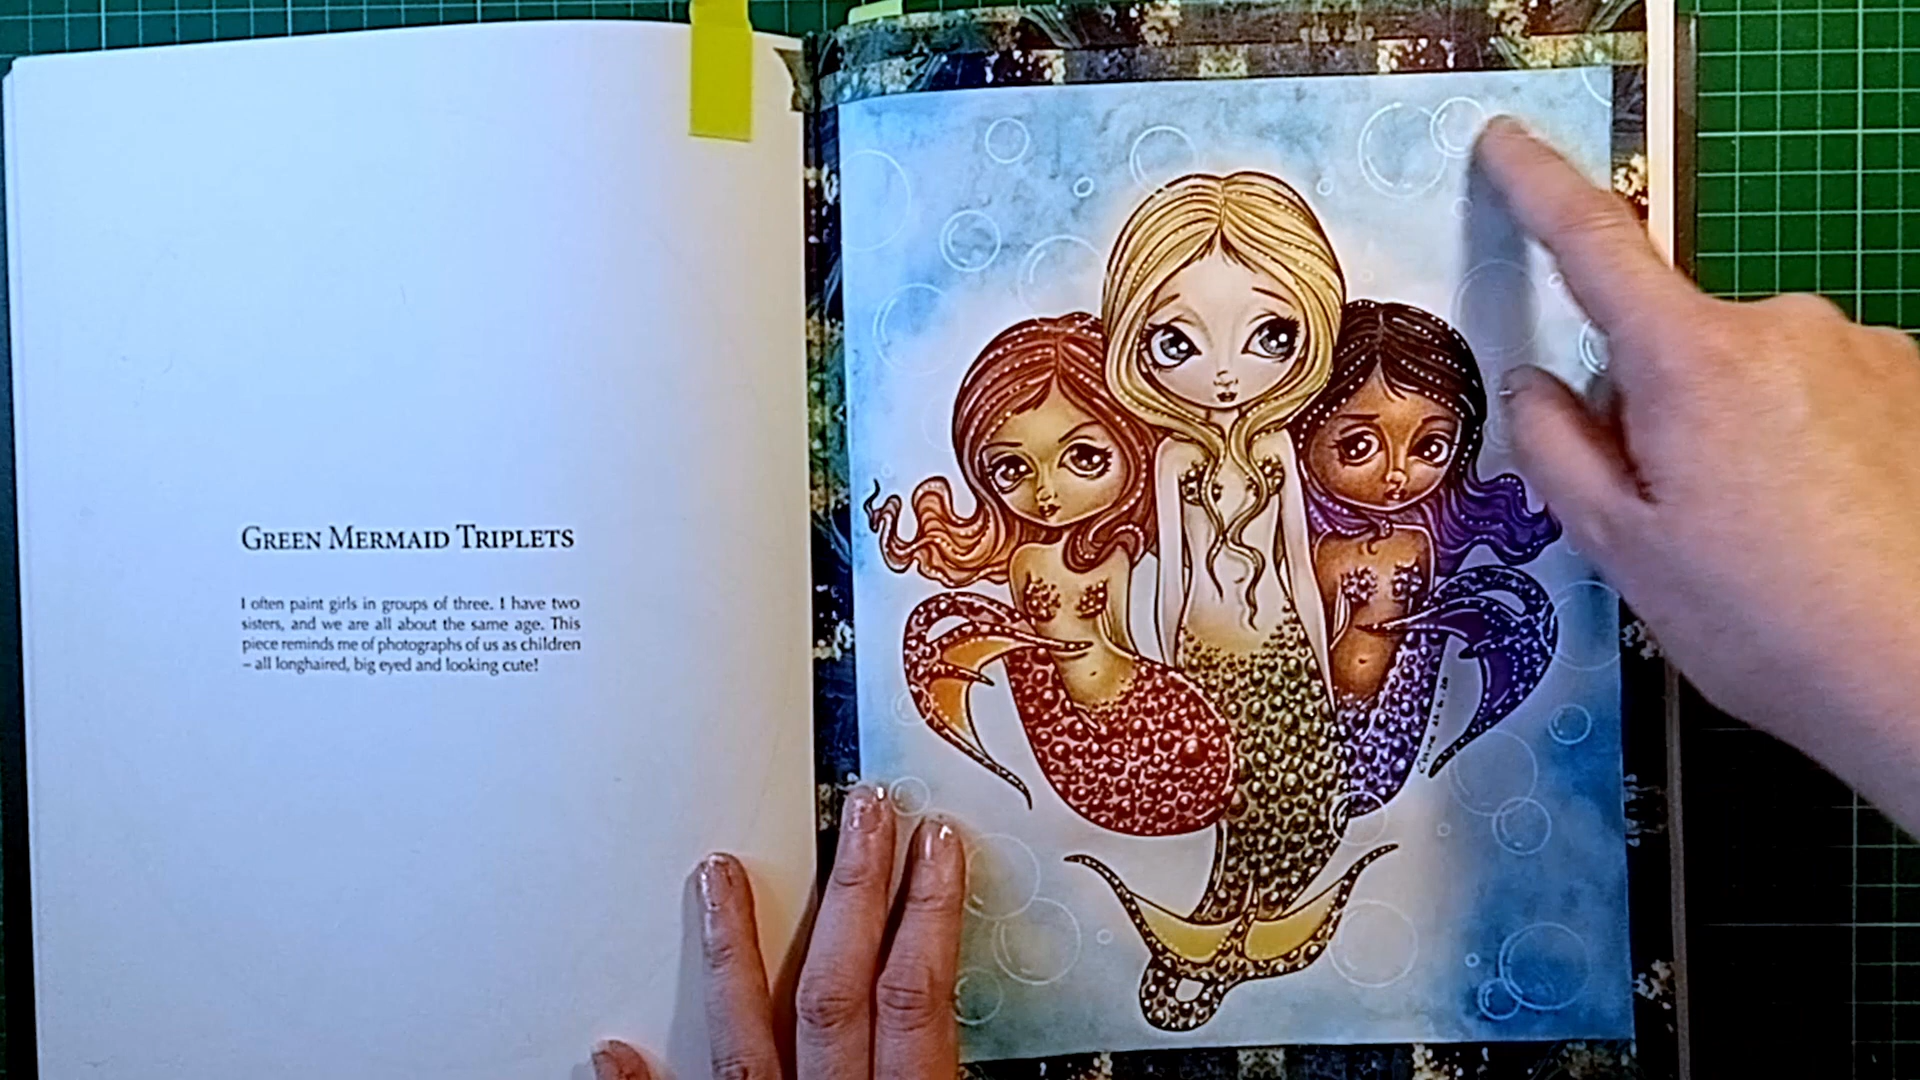 GREEN MERMAID TRIPLETS
I often paint girls in groups of three. I have two
sisters, and we are all about the same age. This
piece reminds me of photographs of us as children
– all longhaired, big eyed and looking cute!